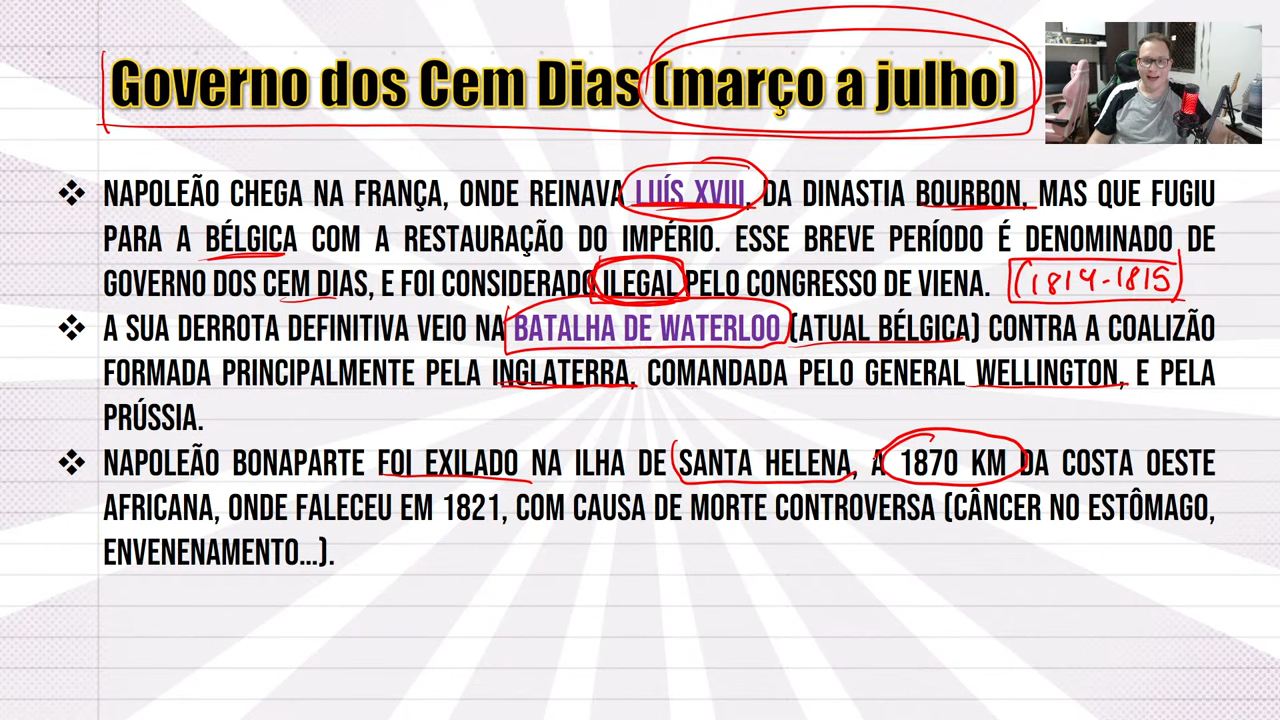 Governo dos Cem Dias (março a julho)
❖ NAPOLEÃO CHEGA NA FRANÇA, ONDE REINAVA LUÍS XVIII, DA DINASTIA BOURBON, MAS QUE FUGIU
PARA A BÉLGICA COM A RESTAURAÇÃO DO IMPÉRIO. ESSE BREVE PERÍODO É DENOMINADO DE
GOVERNO DOS CEM DIAS, E FOI CONSIDERADO ILEGAL PELO CONGRESSO DE VIENA. (1814-1815)
❖ A SUA DERROTA DEFINITIVA VEIO NA BATALHA DE WATERLOO (ATUAL BÉLGICA) CONTRA A COALIZÃO
FORMADA PRINCIPALMENTE PELA INGLATERRA, COMANDADA PELO GENERAL WELLINGTON, E PELA
PRÚSSIA.
❖ NAPOLEÃO BONAPARTE FOI EXILADO NA ILHA DE SANTA HELENA, A 1870 KM DA COSTA OESTE
AFRICANA, ONDE FALECEU EM 1821, COM CAUSA DE MORTE CONTROVERSA (CÂNCER NO ESTÔMAGO,
ENVENENAMENTO...).